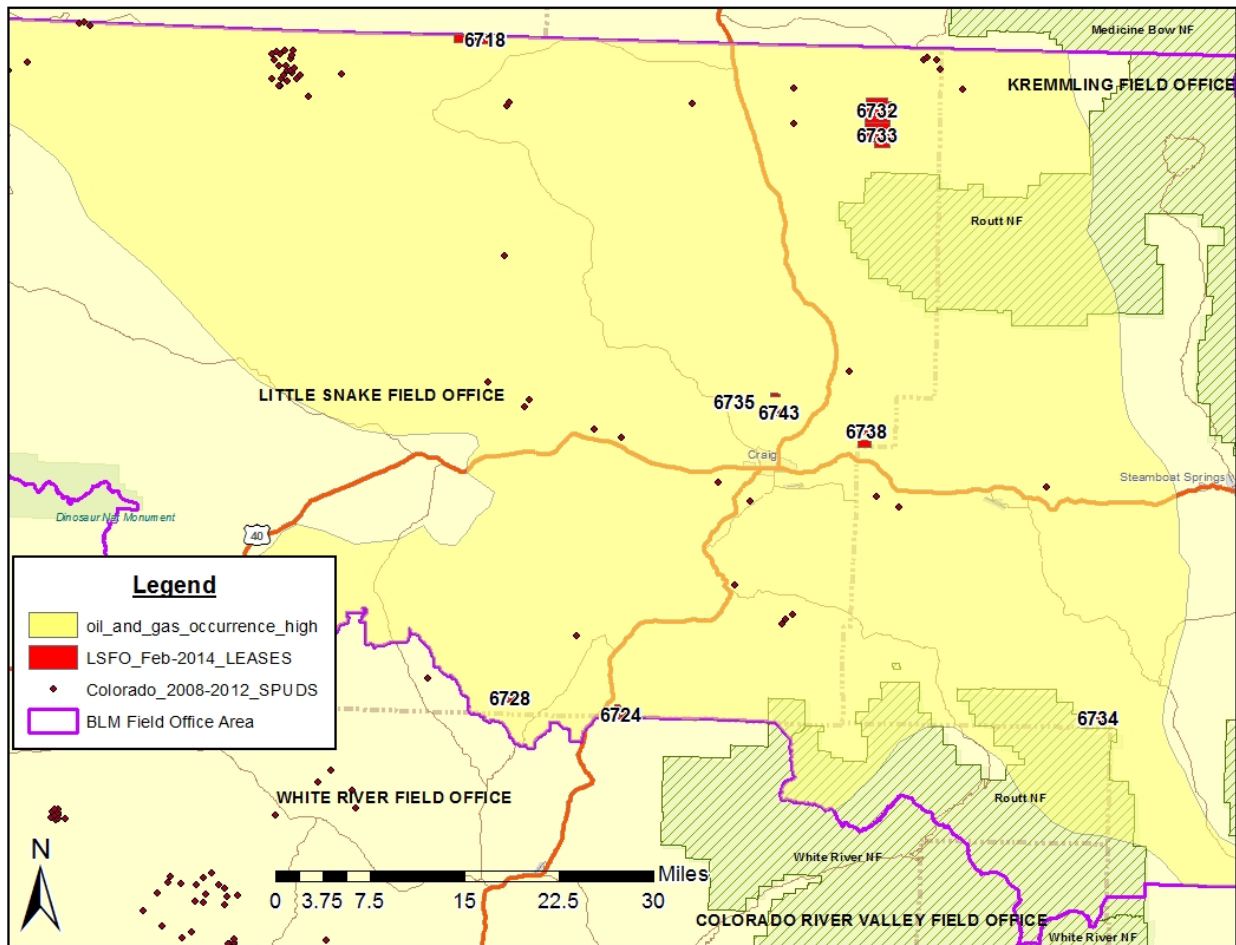 Medicine Bow NF
6718
KREMMLING FIELD OFFICE
6732
6733
Routt NF
LITTLE SNAKE FIELD OFFICE
6735
6743
6738
Craig
Steamboat Springs
Dinosaur Nat Monument
40
Legend
oil_and_gas_occurrence_high
LSFO_Feb-2014_LEASES
Colorado_2008-2012_SPUDS
BLM Field Office Area
6728
6724
6734
WHITE RIVER FIELD OFFICE
Routt NF
N
White River NF
Miles
0 3.75 7.5 15 22.5 30
COLORADO RIVER VALLEY FIELD OFFICE
White River NF